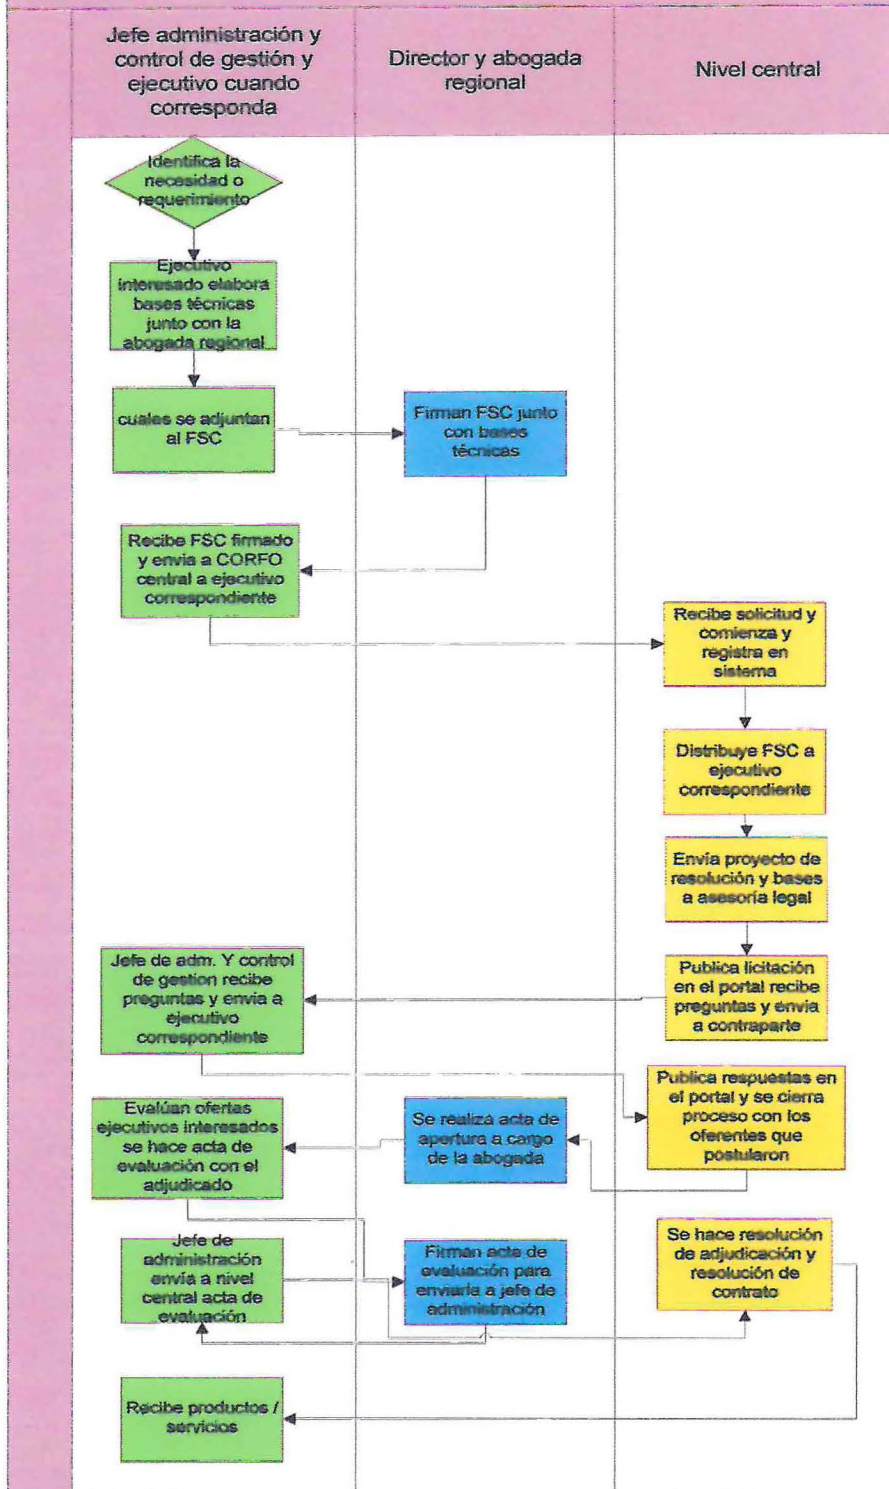 Jefe administración y
control de gestión y
ejecutivo cuando
corresponda
Director y abogada
regional
Nivel central
Identifica la
necesidad o
requerimiento
Ejecutivo
interesado elabora
bases técnicas
junto con la
abogada regional
cuales se adjuntan
al FSC
Firman FSC junto
con bases
técnicas
Recibe FSC firmado
y envia a CORFO
central a ejecutivo
correspondiente
Recibe solicitud y
comienza y
registra en
sistema
Distribuye FSC a
ejecutivo
correspondiente
Envía proyecto de
resolución y bases
a asesoría legal
Publica licitación
en el portal recibe
preguntas y envia
a contraparte
Jefe de adm. Y control
de gestion recibe
preguntas y envia a
ejecutivo
correspondiente
Publica respuestas en
el portal y se cierra
proceso con los
oferentes que
postularon
Se realiza acta de
apertura a cargo
de la abogada
Evalúan ofertas
ejecutivos interesados
se hace acta de
evaluación con el
adjudicado
Jefe de
administración
envía a nivel
central acta de
evaluación
Firman acta de
evaluación para
enviarla a jefe de
administración
Se hace resolución
de adjudicación y
resolución de
contrato
Recibe productos /
servicios